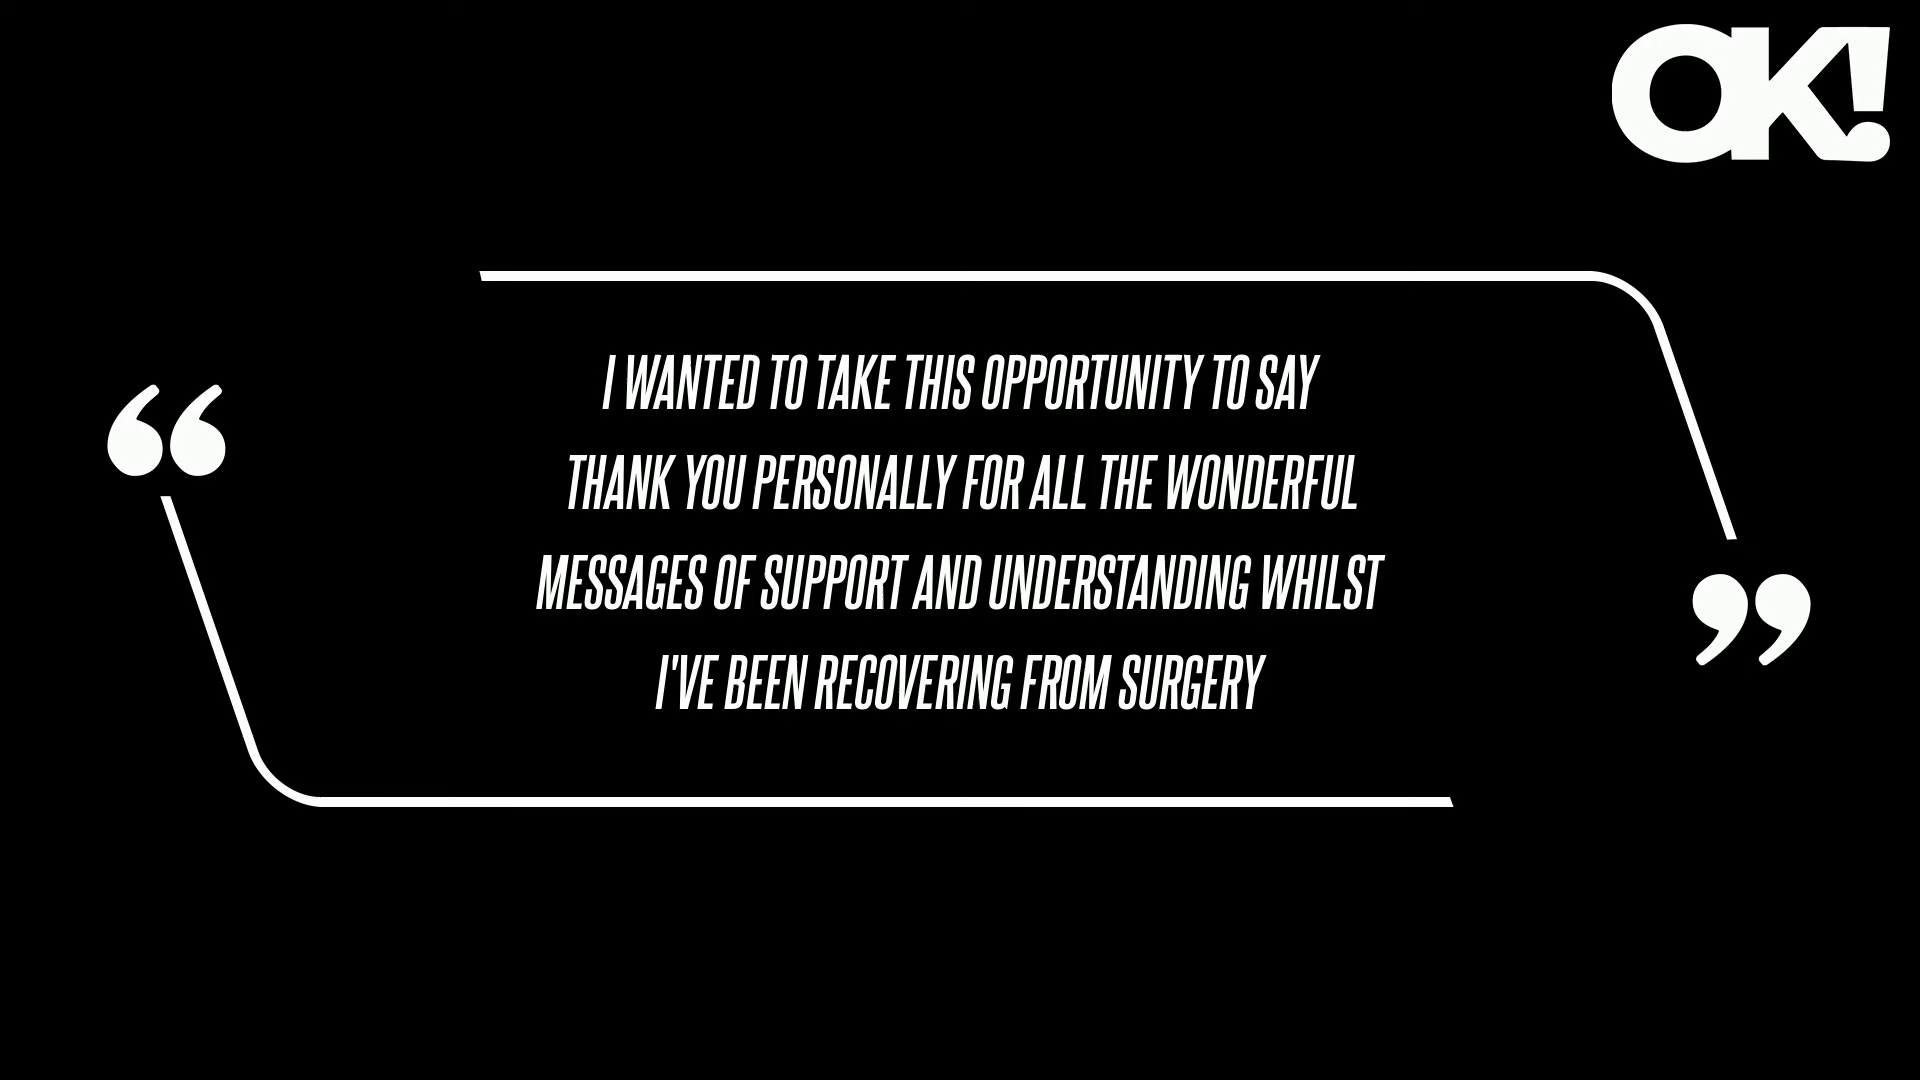 OK!
“
I WANTED TO TAKE THIS OPPORTUNITY TO SAY
THANK YOU PERSONALLY FOR ALL THE WONDERFUL
MESSAGES OF SUPPORT AND UNDERSTANDING WHILST
I'VE BEEN RECOVERING FROM SURGERY
”